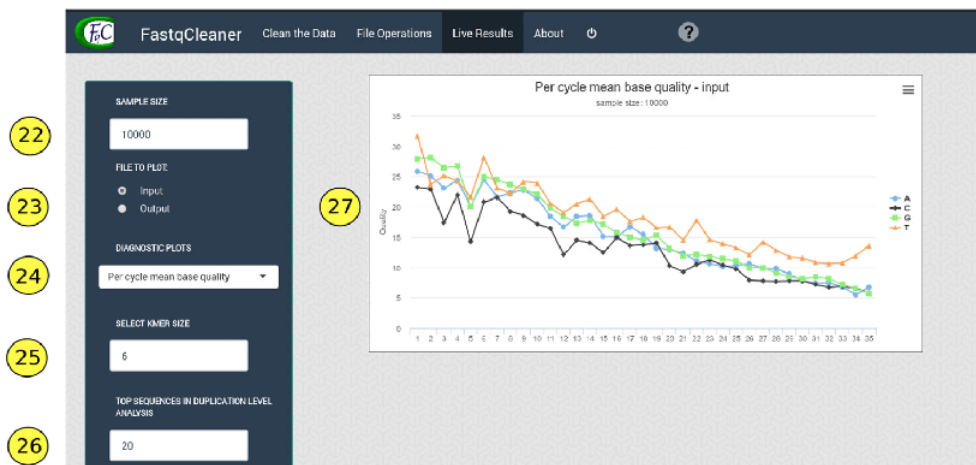 FqC FastqCleaner Clean the Data File Operations Live Results About ?
SAMPLE SIZE
22
10000
FILE TO PLOT:
23
Input
Output
DIAGNOSTIC PLOTS
24
Per cycle mean base quality
SELECT KMER SIZE
25
6
TOP SEQUENCES IN DUPLICATION LEVEL
ANALYSIS
26
20
27
Per cycle mean base quality - input
sample size: 10000
Quality
35
30
25
20
15
10
5
0
1 2 3 4 5 6 7 8 9 10 11 12 13 14 15 16 17 18 19 20 21 22 23 24 25 26 27 28 29 30 31 32 33 34 35
A
C
G
T